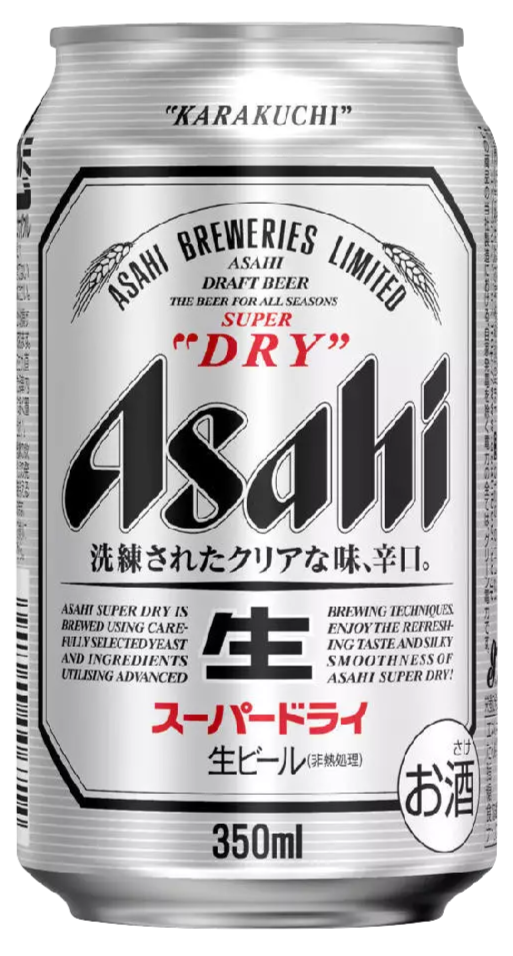 "KARAKUCHI"
ASAHI BREWERIES LIMITED
ASAHI
DRAFT BEER
THE BEER FOR ALL SEASONS
SUPER
"DRY"
Asahi
洗練されたクリアな味、辛口。
ASAHI SUPER DRY IS
BREWED USING CARE-
FULLY SELECTED YEAST
AND INGREDIENTS
UTILISING ADVANCED
生
BREWING TECHNIQUES.
ENJOY THE REFRESH-
ING TASTE AND SILKY
SMOOTHNESS OF
ASAHI SUPER DRY!
スーパードライ
生ビール(非熱処理)
さけ
お酒
350ml